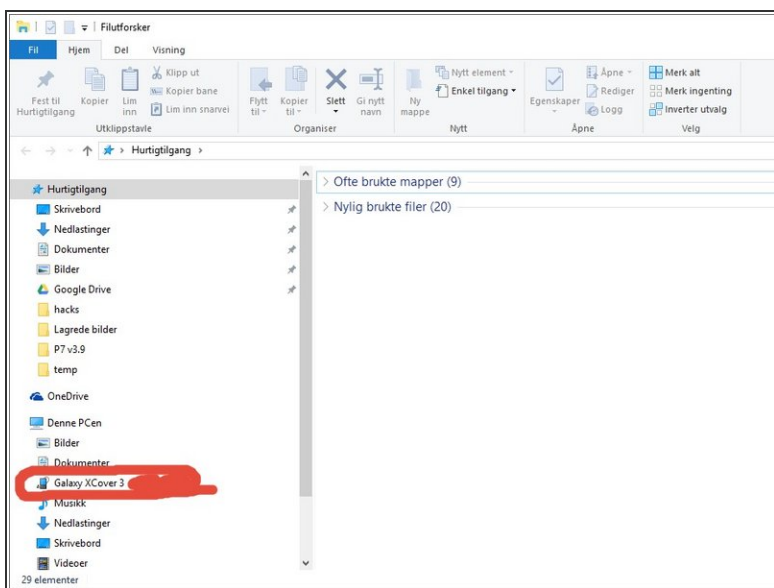 Filutforsker
Fil Hjem Del Visning
Fest til Hurtigtilgang
Kopier
Lim inn
Klipp ut
Kopier bane
Lim inn snarvei
Utklippstavle
Flytt til
Kopier til
Slett
Gi nytt navn
Organiser
Ny mappe
Nytt element
Enkel tilgang
Nytt
Egenskaper
Åpne
Rediger
Logg
Åpne
Merk alt
Merk ingenting
Inverter utvalg
Velg
Hurtigtilgang
Hurtigtilgang
Skrivebord
Nedlastinger
Dokumenter
Bilder
Google Drive
hacks
Lagrede bilder
P7 v3.9
temp
OneDrive
Denne PCen
Bilder
Dokumenter
Galaxy XCover 3
Musikk
Nedlastinger
Skrivebord
Videoer
29 elementer
Ofte brukte mapper (9)
Nylig brukte filer (20)